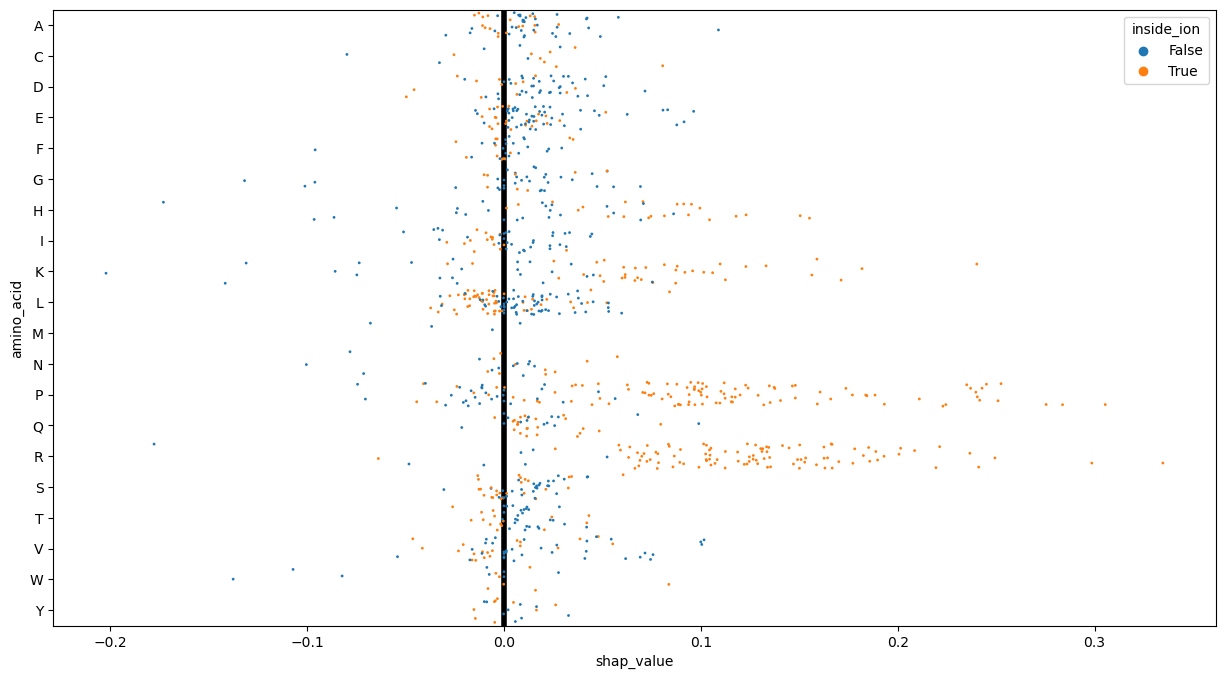 inside_ion
False
True
amino_acid
A
C
D
E
F
G
H
I
K
L
M
N
P
Q
R
S
T
V
W
Y
−0.2 −0.1 0.0 0.1 0.2 0.3
shap_value